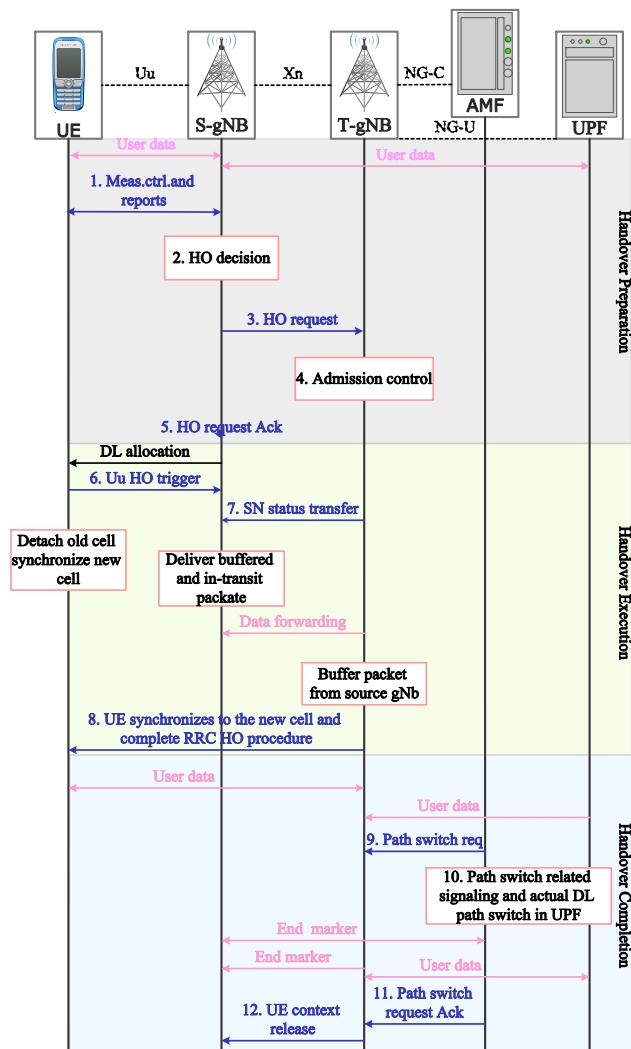 Uu
Xn
NG-C
UE
S-gNB
T-gNB
AMF
NG-U
UPF
User data
User data
1. Meas.ctrl.and
reports
2. HO decision
Handover Preparation
3. HO request
4. Admission control
5. HO request Ack
DL allocation
6. Uu HO trigger
7. SN status transfer
Detach old cell
synchronize new
cell
Deliver buffered
and in-transit
packate
Handover Execution
Data forwarding
Buffer packet
from source gNb
8. UE synchronizes to the new cell and
complete RRC HO procedure
User data
User data
9. Path switch req
10. Path switch related
signaling and actual DL
path switch in UPF
Handover Completion
End marker
End marker
User data
11. Path switch
request Ack
12. UE context
release